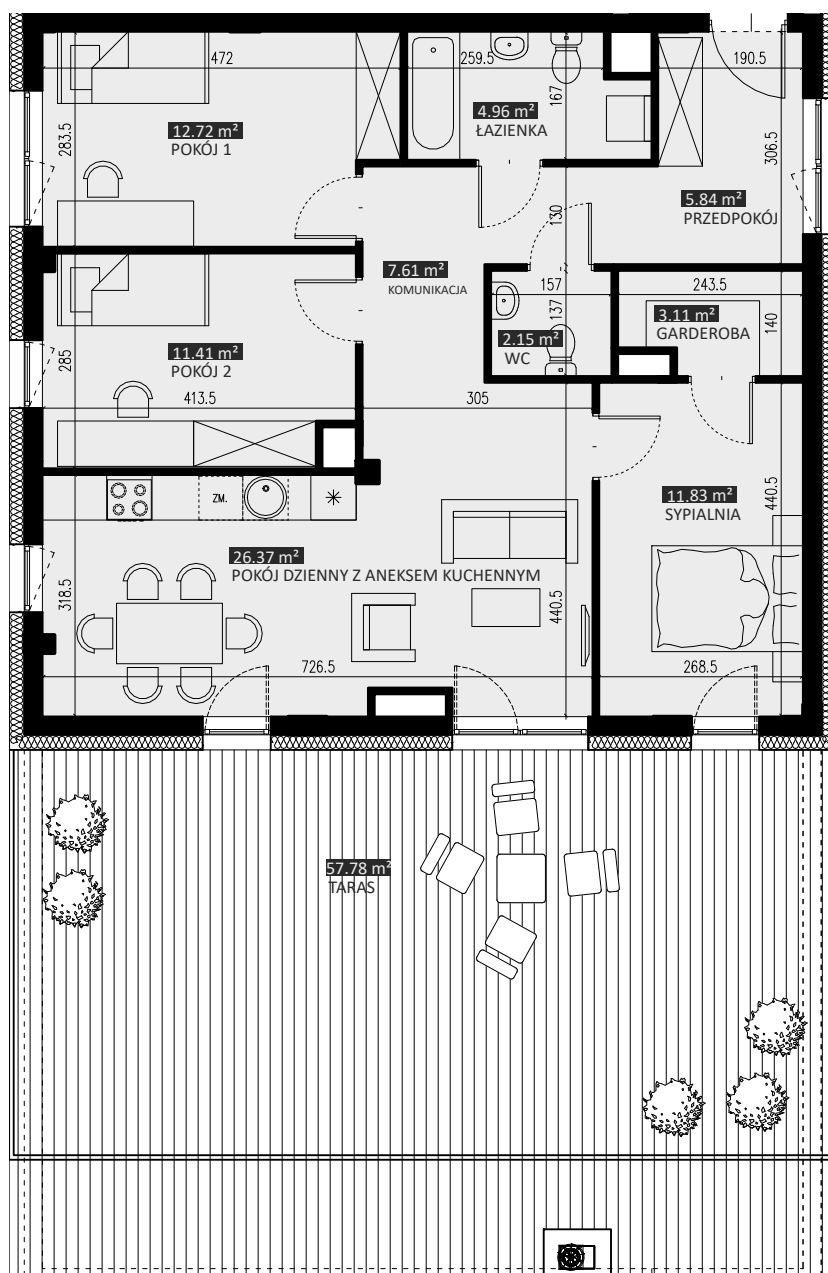 472
259.5
190.5
167
4.96 m²
ŁAZIENKA
12.72 m²
POKÓJ 1
283.5
306.5
5.84 m²
PRZEDPOKÓJ
130
7.61 m²
KOMUNIKACJA
157
243.5
137
3.11 m²
GARDEROBA
140
2.15 m²
WC
11.41 m²
POKÓJ 2
285
413.5
305
ZM.
11.83 m²
SYPIALNIA
440.5
26.37 m²
POKÓJ DZIENNY Z ANEKSEM KUCHENNYM
318.5
440.5
726.5
268.5
57.78 m²
TARAS